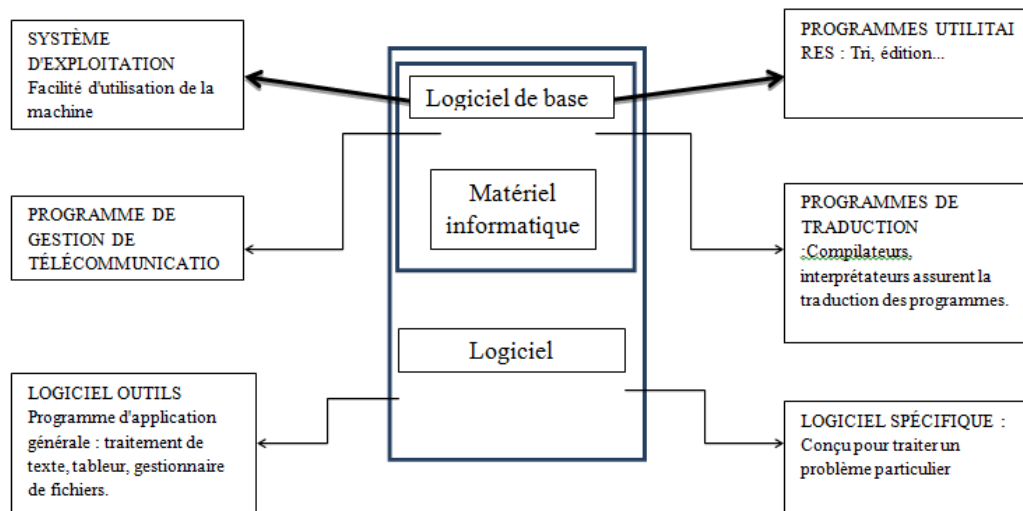 SYSTÈME
D'EXPLOITATION
Facilité d'utilisation de la
machine
PROGRAMME DE
GESTION DE
TÉLÉCOMMUNICATIO
LOGICIEL OUTILS
Programme d'application
générale : traitement de
texte, tableur, gestionnaire
de fichiers.
Logiciel de base
Matériel
informatique
Logiciel
PROGRAMMES UTILITAI
RES : Tri, édition...
PROGRAMMES DE
TRADUCTION
:Compilateurs,
interprétateurs assurent la
traduction des programmes.
LOGICIEL SPÉCIFIQUE :
Conçu pour traiter un
problème particulier